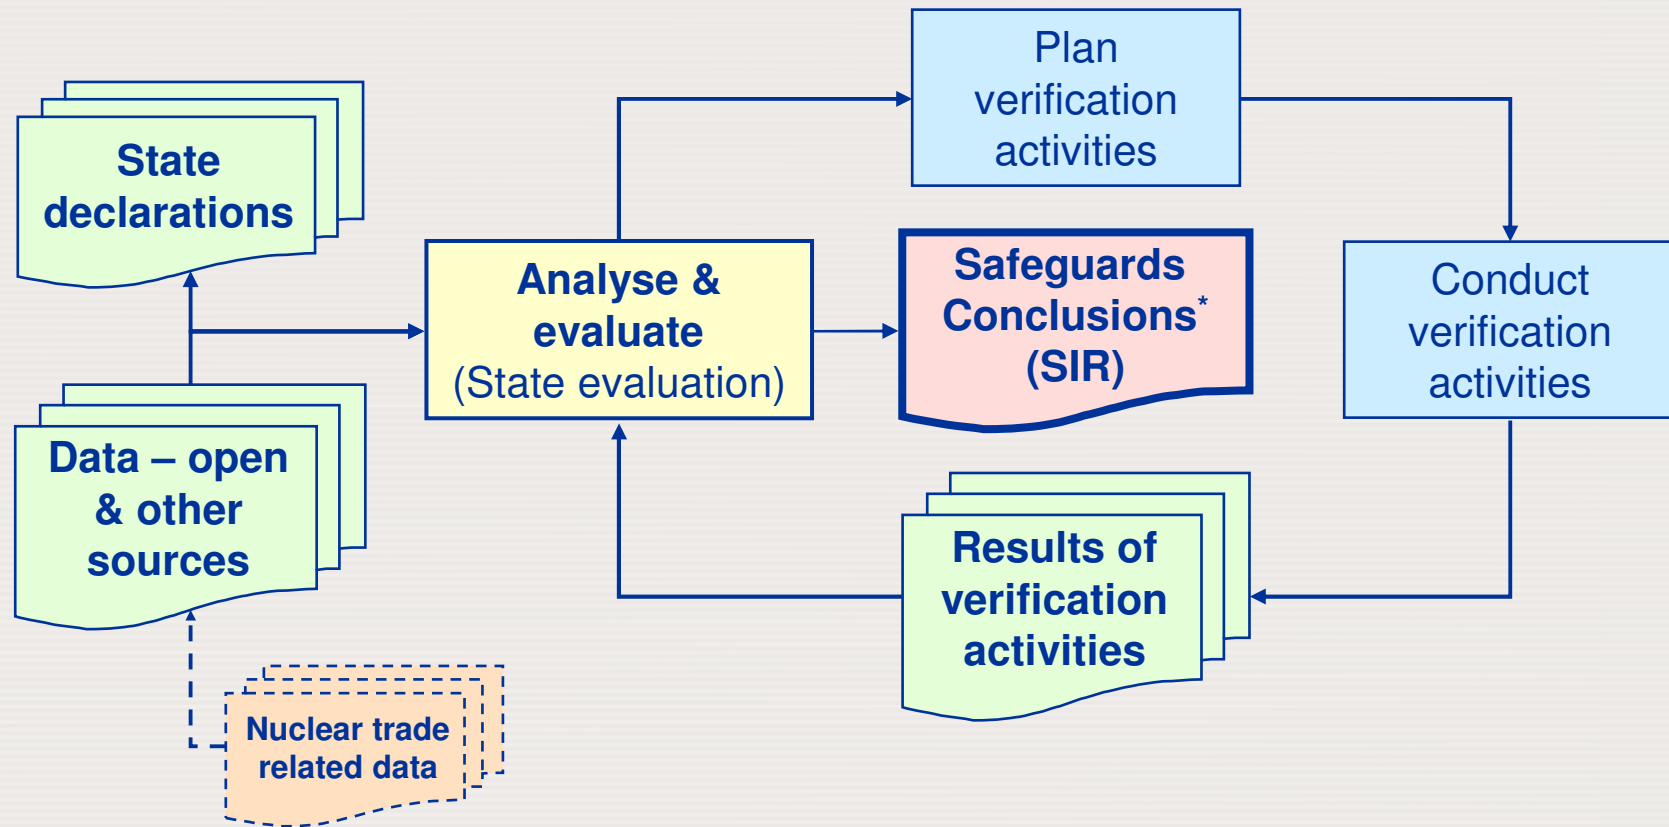 State
declarations
Data – open
& other
sources
Nuclear trade
related data
Analyse &
evaluate
(State evaluation)
Plan
verification
activities
Safeguards
Conclusions*
(SIR)
Conduct
verification
activities
Results of
verification
activities